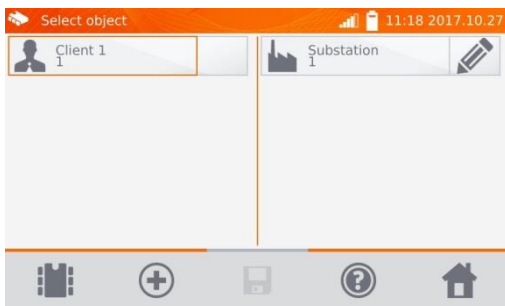 Select object
11:18 2017.10.27
Client 1
1
Substation
1
?